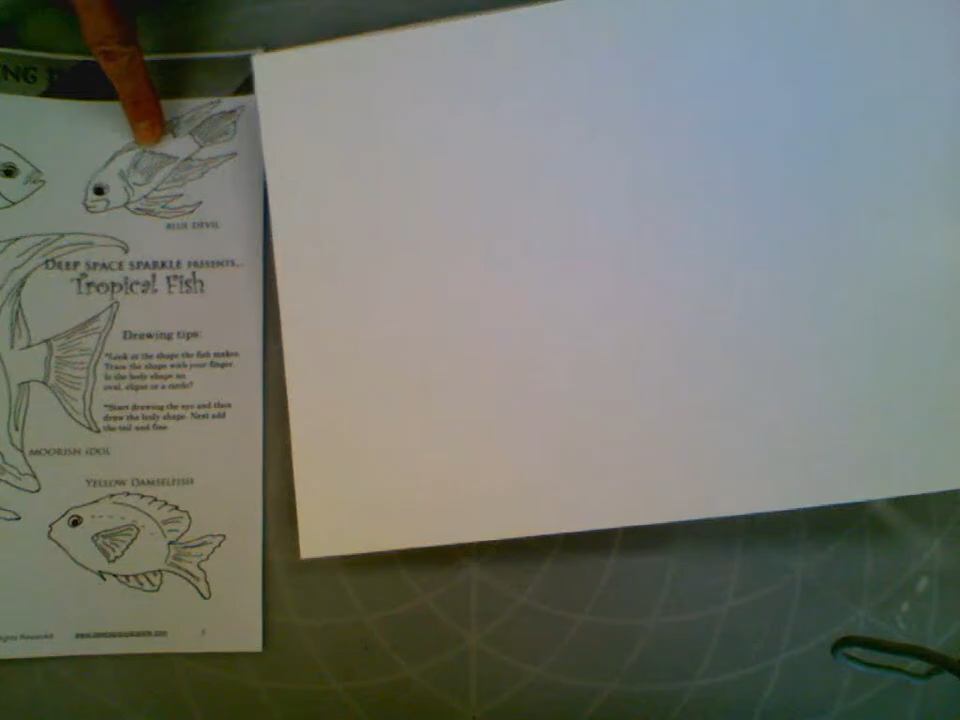 NG
BLUE DEVIL
DEEP SPACE SPARKLE PRESENTS...
Tropical Fish
Drawing tips:
*Look at the shape the fish makes.
Trace the shape with your finger.
Is the body shape an
oval, elipse or a circle?
*Start drawing the eye and then
draw the body shape. Next add
the tail and fins.
MOORISH IDOL
YELLOW DAMSELFISH